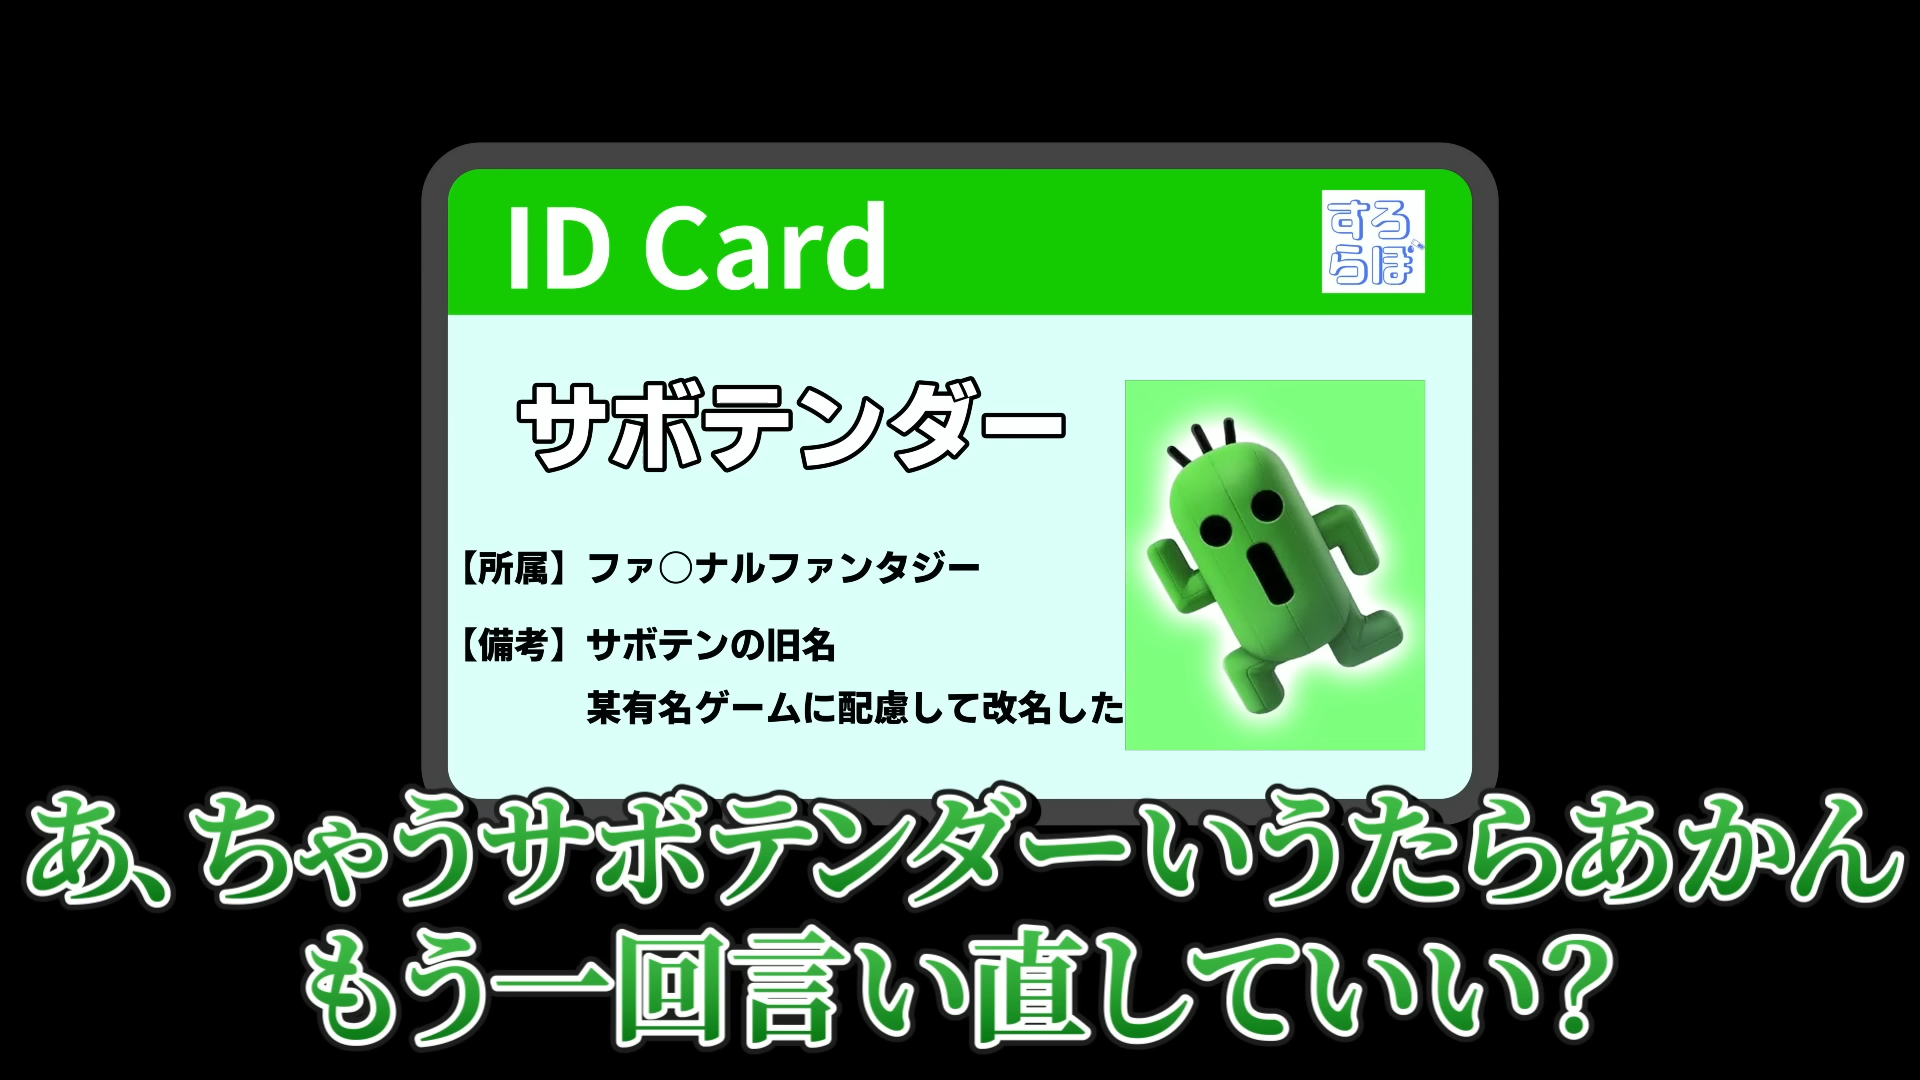 ID Card
すろ
らぼ
サボテンダー
【所属】ファ○ナルファンタジー
【備考】サボテンの旧名
某有名ゲームに配慮して改名した
あ、ちゃうサボテンダーいうたらあかん
もう一回言い直していい?